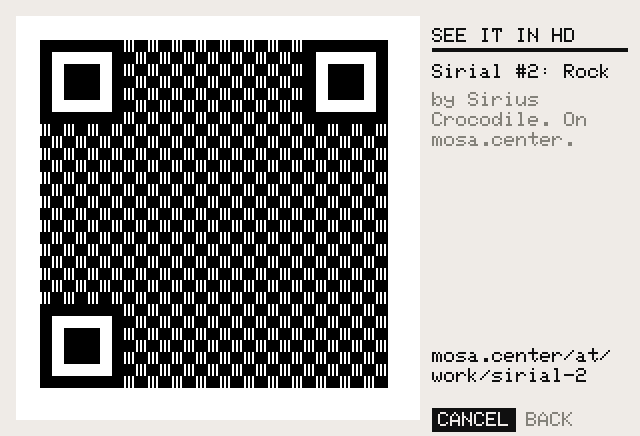 SEE IT IN HD
Sirial #2: Rock
by Sirius
Crocodile. On
mosa.center.
mosa.center/at/
work/sirial-2
CANCEL BACK